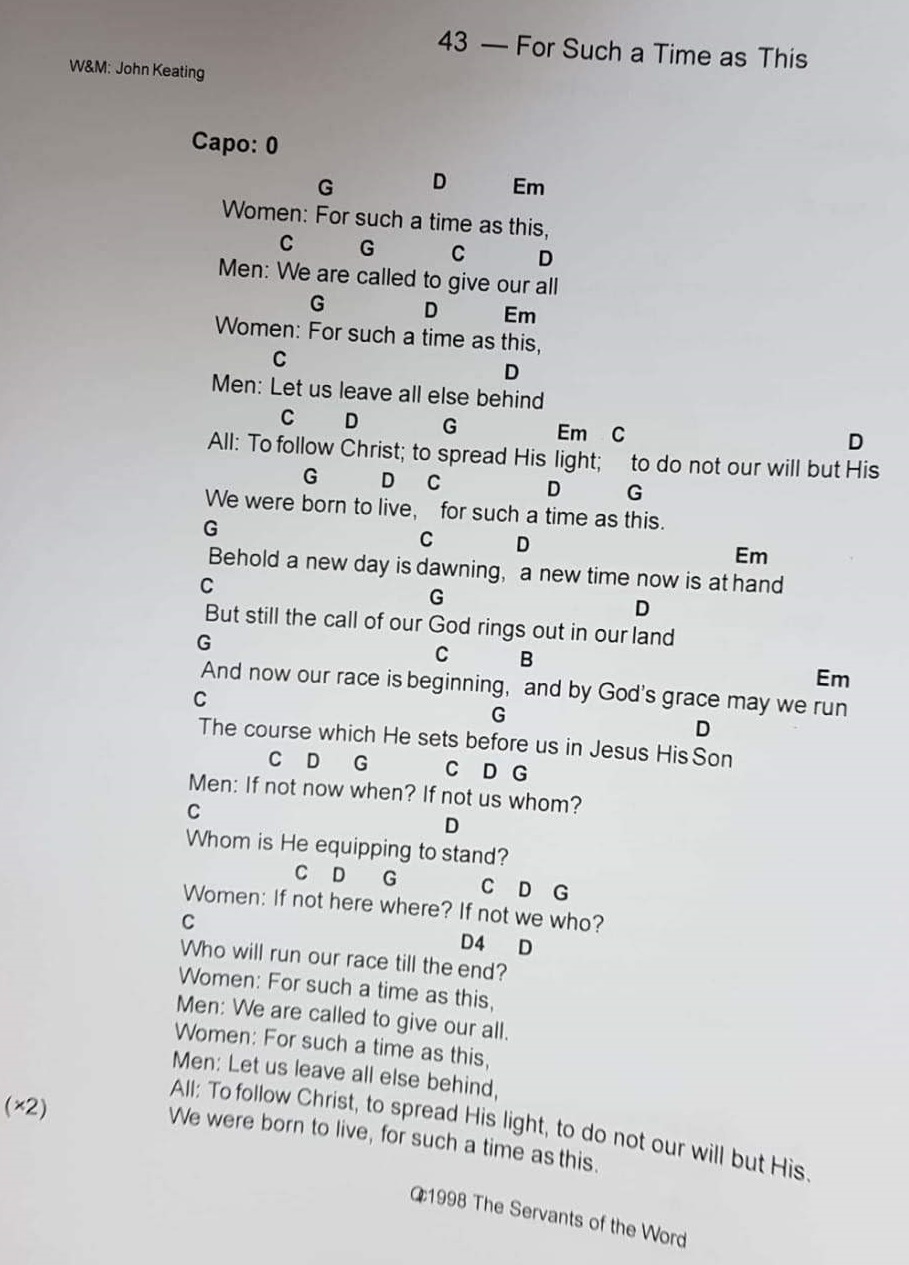 43 — For Such a Time as This
W&M: John Keating
Capo: 0
G D Em
Women: For such a time as this,
C G C D
Men: We are called to give our all
G D Em
Women: For such a time as this,
C D
Men: Let us leave all else behind
C D G Em C D
All: To follow Christ; to spread His light; to do not our will but His
G D C D G
We were born to live, for such a time as this.
G C D Em
Behold a new day is dawning, a new time now is at hand
C G D
But still the call of our God rings out in our land
G C B Em
And now our race is beginning, and by God's grace may we run
C G D
The course which He sets before us in Jesus His Son
C D G C D G
Men: If not now when? If not us whom?
C D
Whom is He equipping to stand?
C D G C D G
Women: If not here where? If not we who?
C D4 D
Who will run our race till the end?
Women: For such a time as this,
Men: We are called to give our all.
Women: For such a time as this,
Men: Let us leave all else behind,
All: To follow Christ, to spread His light, to do not our will but His.
(×2) We were born to live, for such a time as this.
©1998 The Servants of the Word